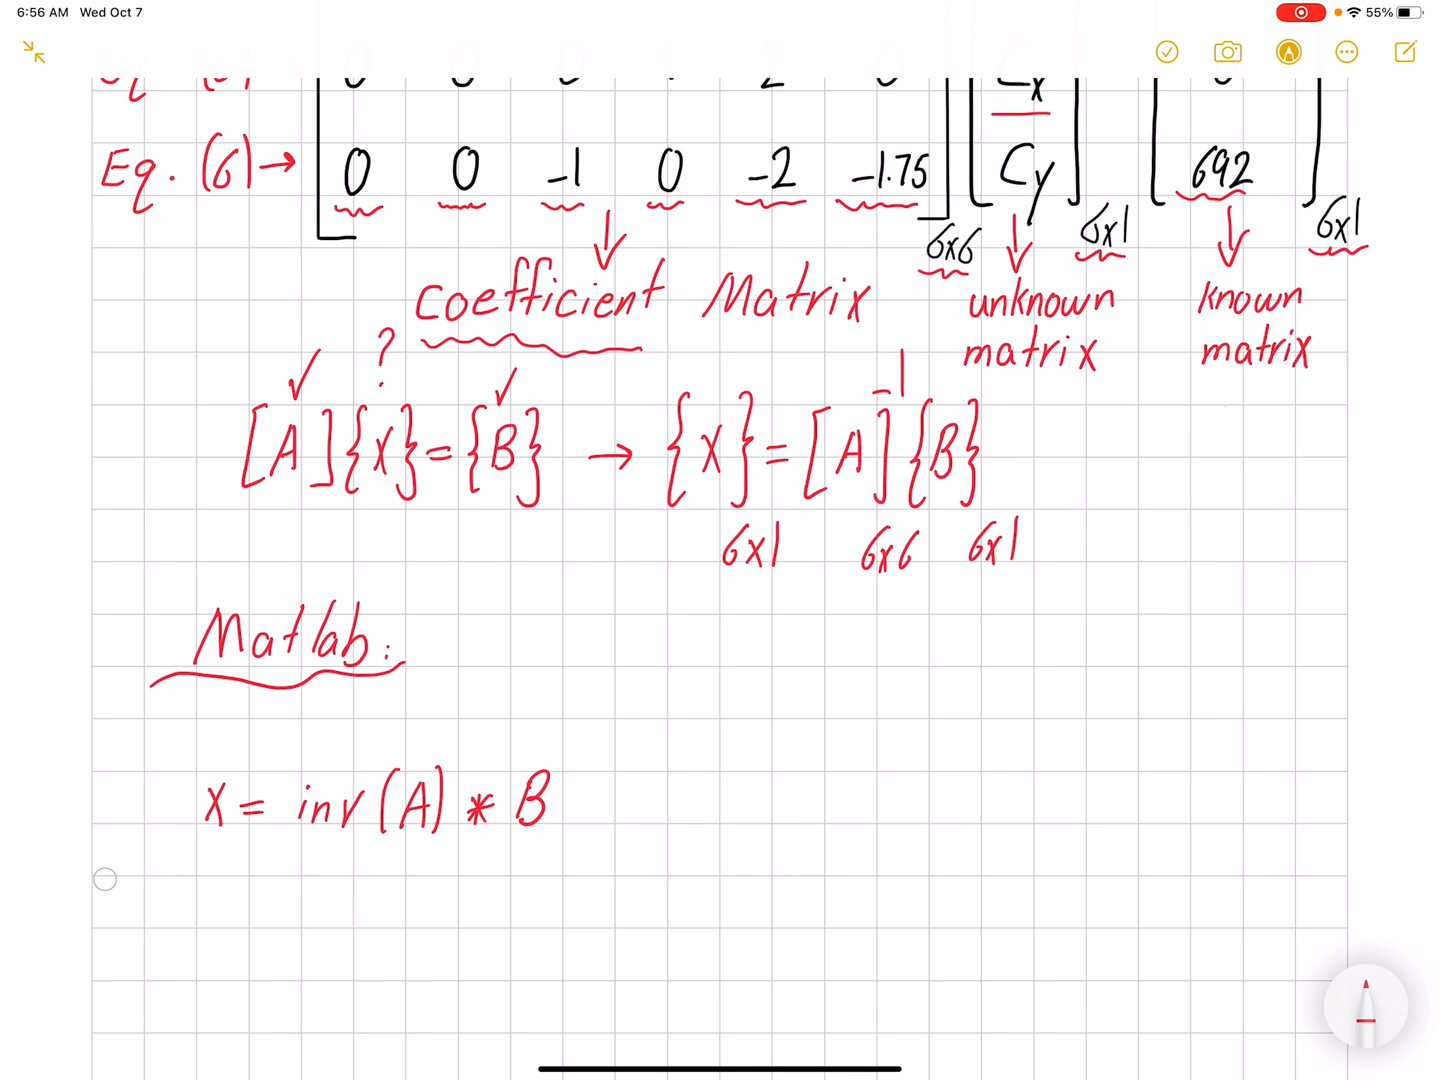 6:56 AM Wed Oct 7 55%
Eq. (6) → 0 0 -1 0 -2 -1.75 Cy 692
6x6 6x1 6x1
Coefficient Matrix unknown matrix known matrix
✓ ? ✓
[A]{X}={B} → {X}=[A]⁻¹{B}
6x1 6x6 6x1
Matlab:
X = inv(A) * B